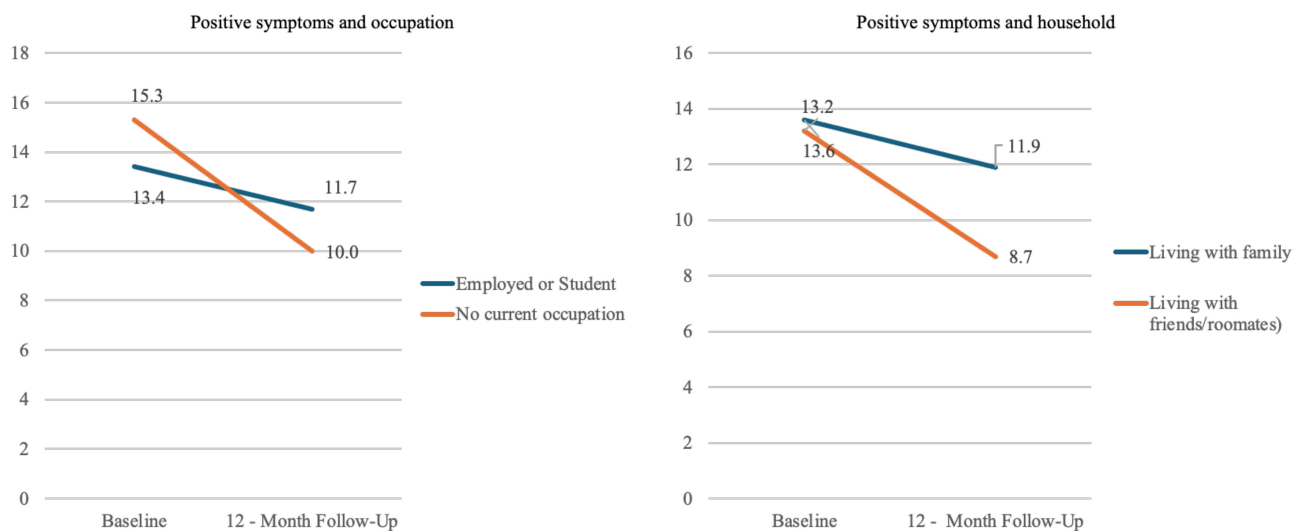 Positive symptoms and occupation
18
16
14
12
10
8
6
4
2
0
15.3
13.4
11.7
10.0
Employed or Student
No current occupation
Baseline
12 - Month Follow-Up
Positive symptoms and household
16
14
12
10
8
6
4
2
0
13.2
13.6
11.9
8.7
Living with family
Living with
friends/roomates)
Baseline
12 - Month Follow-Up